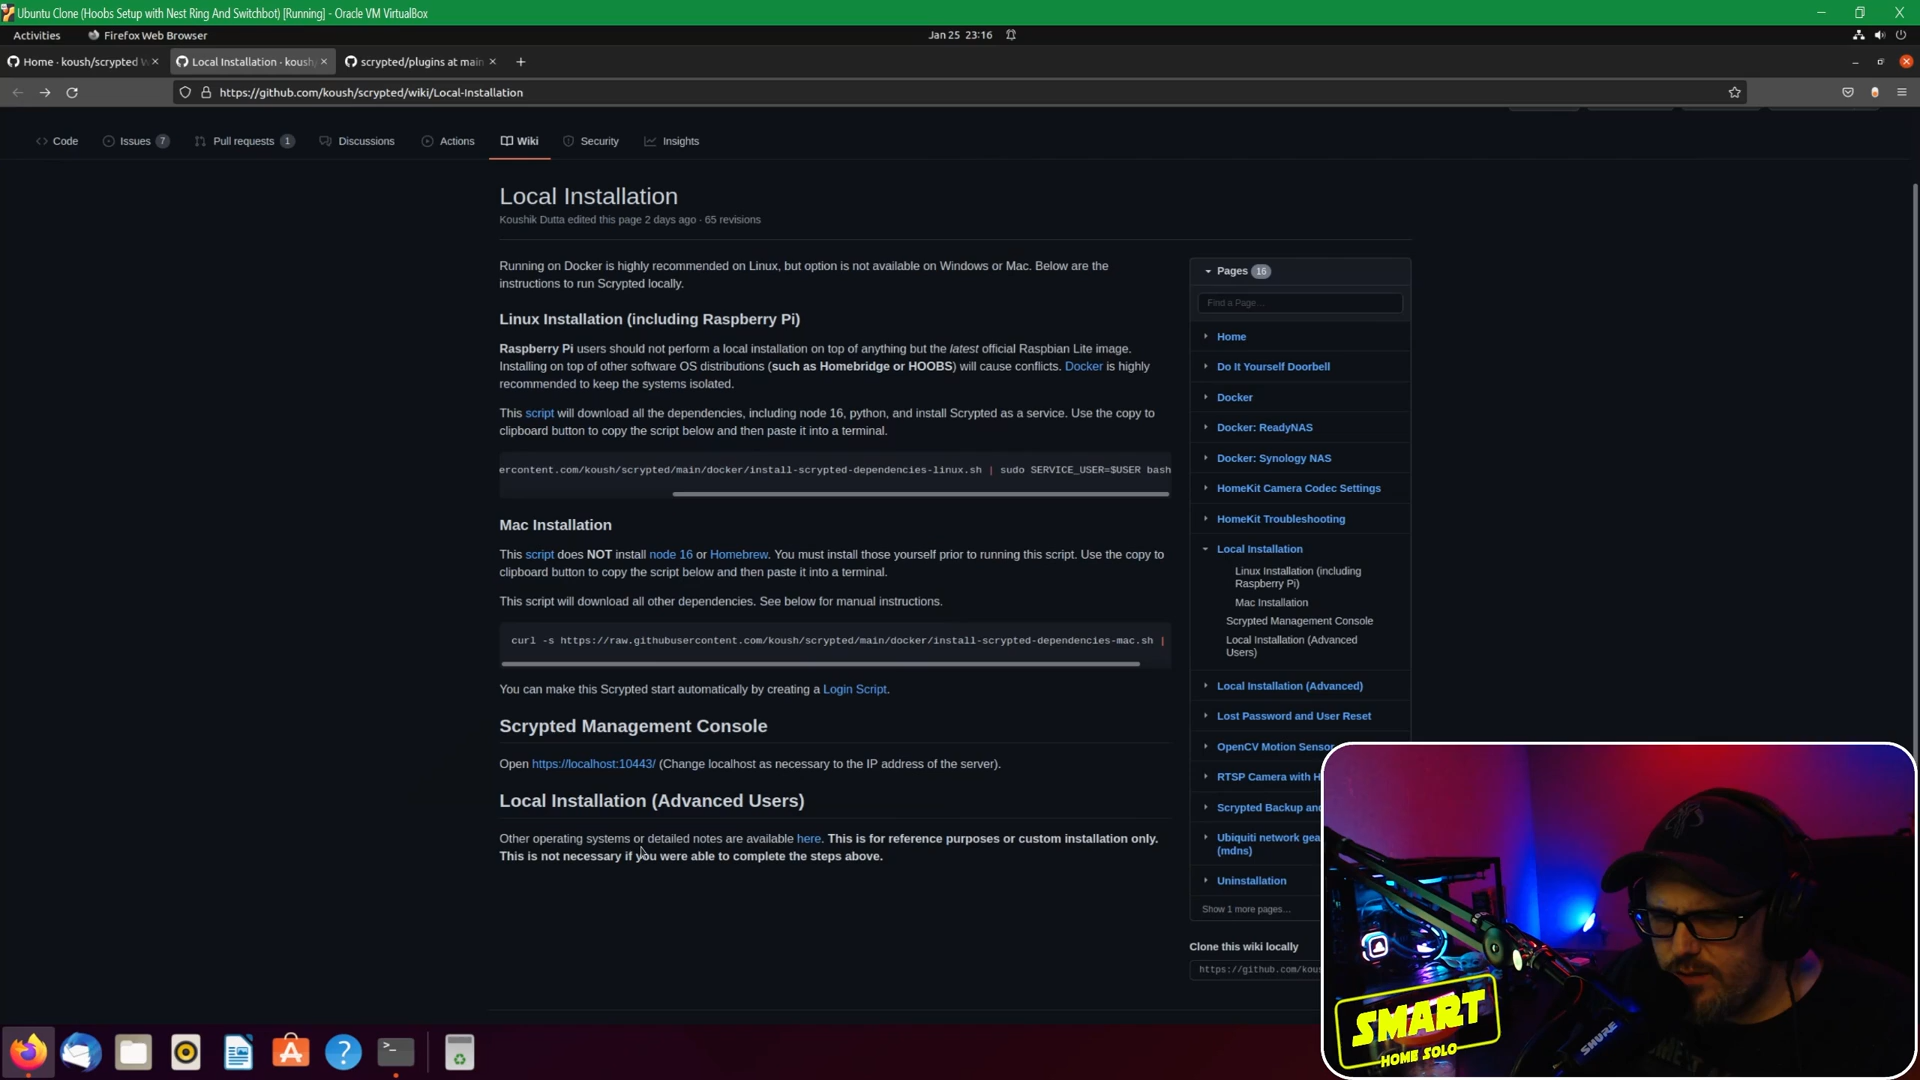 Ubuntu Clone (Hoobs Setup with Nest Ring And Switchbot) [Running] - Oracle VM VirtualBox
Activities Firefox Web Browser Jan 25 23:16
Home · koush/scrypted Local Installation · koush/ scrypted/plugins at main
https://github.com/koush/scrypted/wiki/Local-Installation
Code Issues 7 Pull requests 1 Discussions Actions Wiki Security Insights
Local Installation
Koushik Dutta edited this page 2 days ago · 65 revisions
Running on Docker is highly recommended on Linux, but option is not available on Windows or Mac. Below are the
instructions to run Scrypted locally.
Linux Installation (including Raspberry Pi)
Raspberry Pi users should not perform a local installation on top of anything but the latest official Raspbian Lite image.
Installing on top of other software OS distributions (such as Homebridge or HOOBS) will cause conflicts. Docker is highly
recommended to keep the systems isolated.
This script will download all the dependencies, including node 16, python, and install Scrypted as a service. Use the copy to
clipboard button to copy the script below and then paste it into a terminal.
ercontent.com/koush/scrypted/main/docker/install-scrypted-dependencies-linux.sh | sudo SERVICE_USER=$USER bash
Mac Installation
This script does NOT install node 16 or Homebrew. You must install those yourself prior to running this script. Use the copy to
clipboard button to copy the script below and then paste it into a terminal.
This script will download all other dependencies. See below for manual instructions.
curl -s https://raw.githubusercontent.com/koush/scrypted/main/docker/install-scrypted-dependencies-mac.sh |
You can make this Scrypted start automatically by creating a Login Script.
Scrypted Management Console
Open https://localhost:10443/ (Change localhost as necessary to the IP address of the server).
Local Installation (Advanced Users)
Other operating systems or detailed notes are available here. This is for reference purposes or custom installation only.
This is not necessary if you were able to complete the steps above.
Pages 16
Find a Page…
Home
Do It Yourself Doorbell
Docker
Docker: ReadyNAS
Docker: Synology NAS
HomeKit Camera Codec Settings
HomeKit Troubleshooting
Local Installation
Linux Installation (including
Raspberry Pi)
Mac Installation
Scrypted Management Console
Local Installation (Advanced
Users)
Local Installation (Advanced)
Lost Password and User Reset
OpenCV Motion Sensor
RTSP Camera with H
Scrypted Backup and
Ubiquiti network gea
(mdns)
Uninstallation
Show 1 more pages…
Clone this wiki locally
https://github.com/kous
SMART
HOME SOLO
SHURE